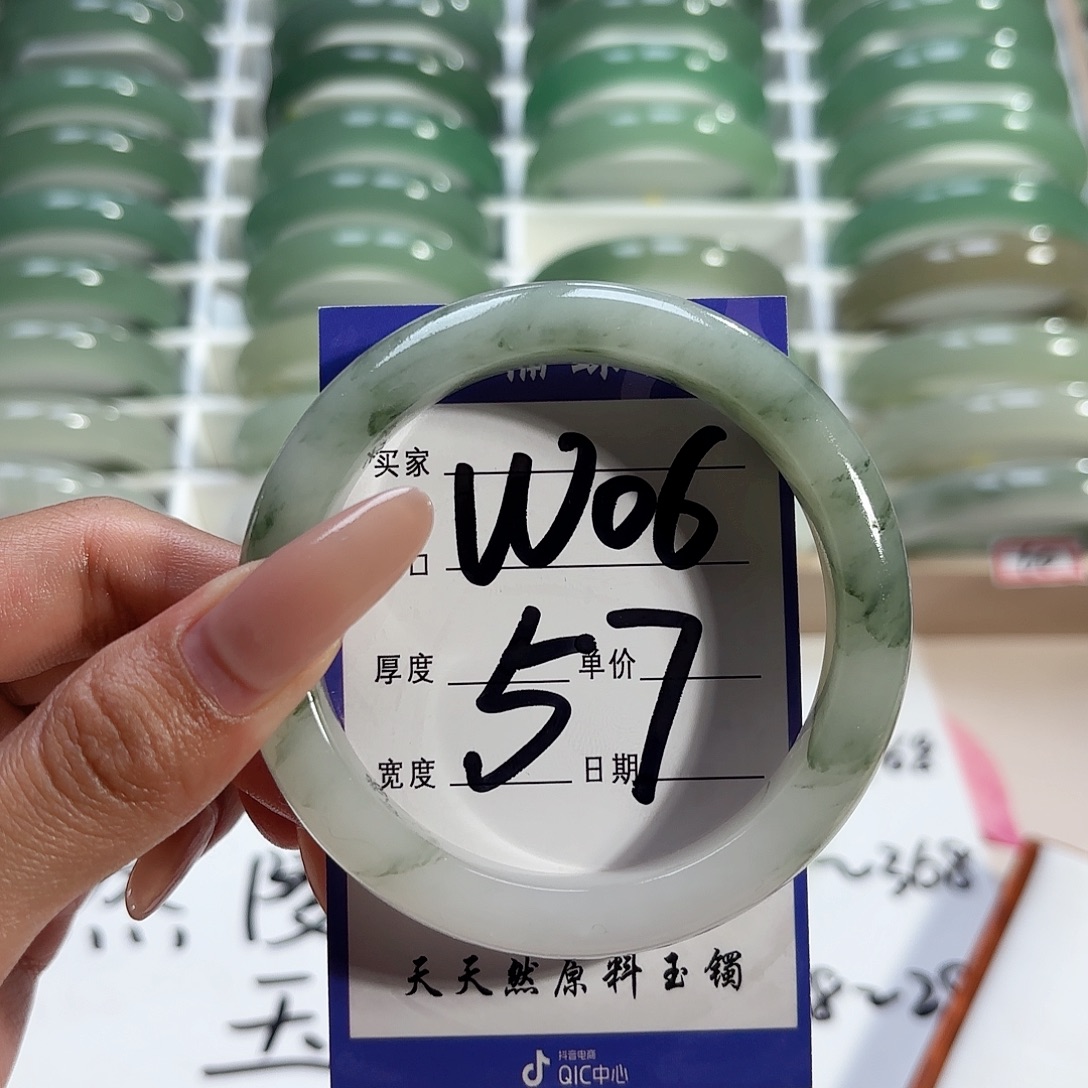 买家
W06
口
57
厚度 单价
宽度 日期
天天然原料玉镯
抖音电商
QIC中心
~368
8~28
玉